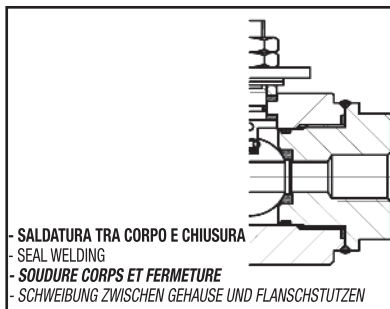 - SALDATURA TRA CORPO E CHIUSURA
- SEAL WELDING
- SOUDURE CORPS ET FERMETURE
- SCHWEIBUNG ZWISCHEN GEHAUSE UND FLANSCHSTUTZEN